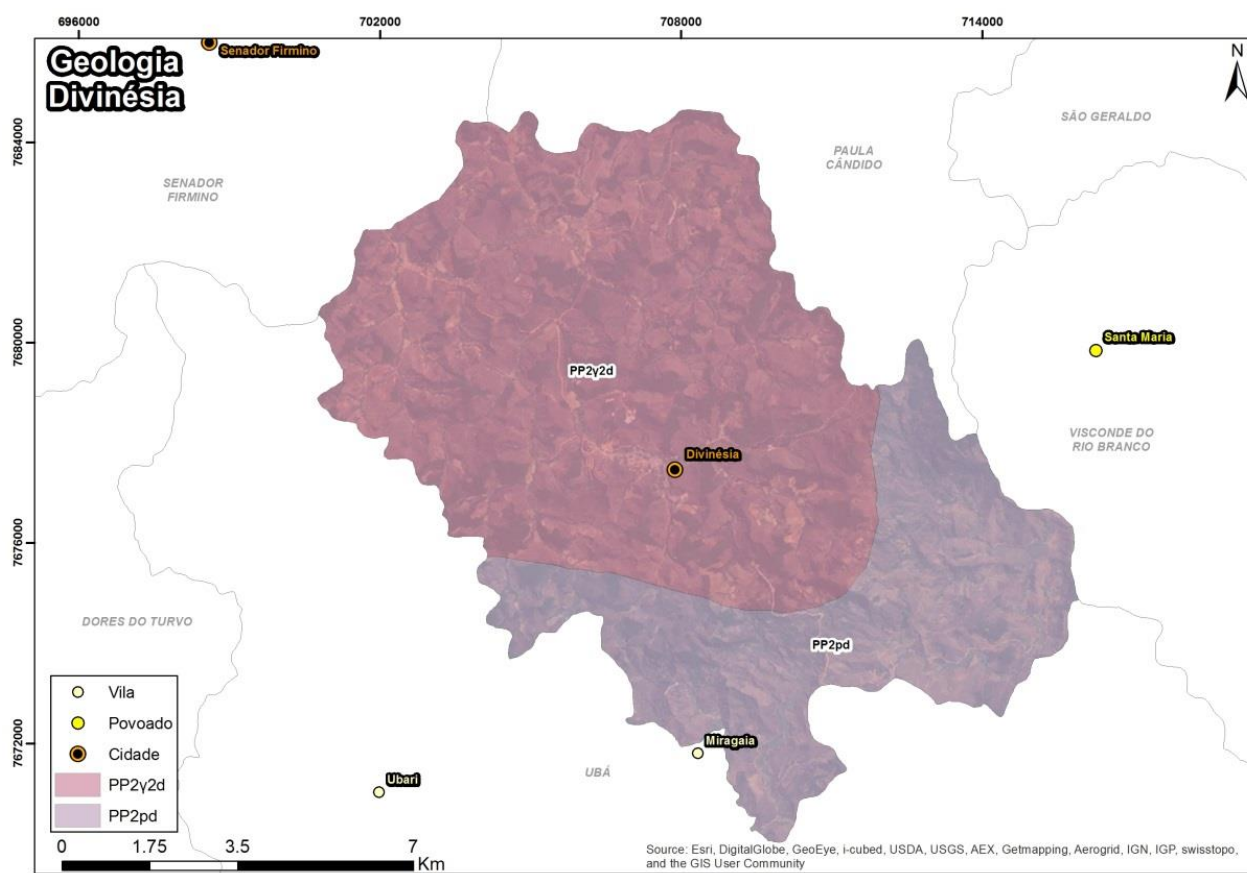 696000
702000
708000
714000
Geologia
Divinésia
Senador Firmino
N
SÃO GERALDO
PAULA
CÂNDIDO
SENADOR
FIRMINO
7684000
7680000
7676000
7672000
Santa Maria
PP2γ2d
VISCONDE DO
RIO BRANCO
Divinésia
DORES DO TURVO
PP2pd
Miragaia
Ubari
UBÁ
Vila
Povoado
Cidade
PP2γ2d
PP2pd
0 1.75 3.5 7
Km
Source: Esri, DigitalGlobe, GeoEye, i-cubed, USDA, USGS, AEX, Getmapping, Aerogrid, IGN, IGP, swisstopo,
and the GIS User Community